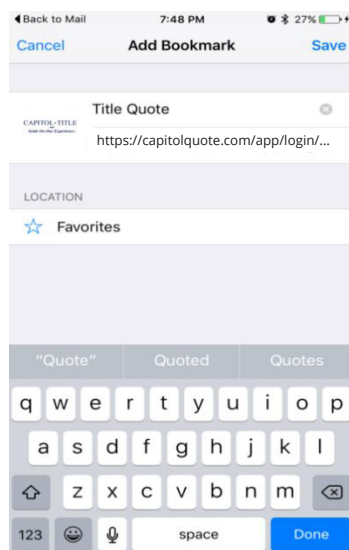 Back to Mail 7:48 PM 27%
Cancel Add Bookmark Save
CAPITOL TITLE
Title Quote
https://capitolquote.com/app/login/...
LOCATION
Favorites
"Quote" Quoted Quotes
q w e r t y u i o p
a s d f g h j k l
z x c v b n m
123 space Done